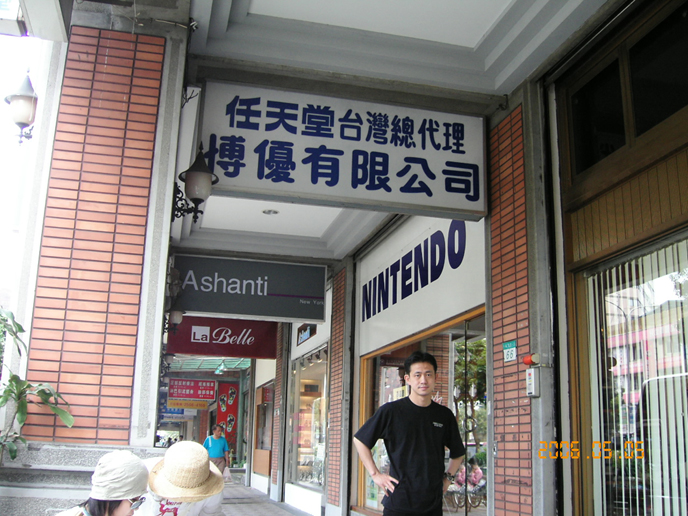 任天堂台灣總代理
博優有限公司
NINTENDO
Ashanti
New York
La Belle
66
2006.05.06